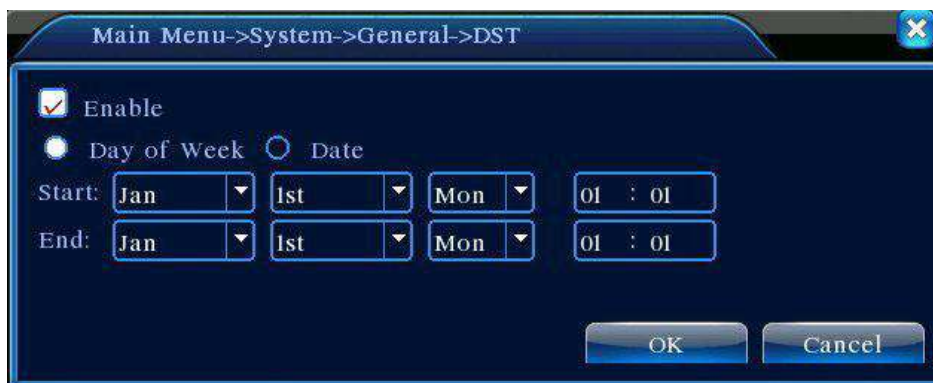 Main Menu->System->General->DST
Enable
Day of Week Date
Start: Jan 1st Mon 01 : 01
End: Jan 1st Mon 01 : 01
OK Cancel